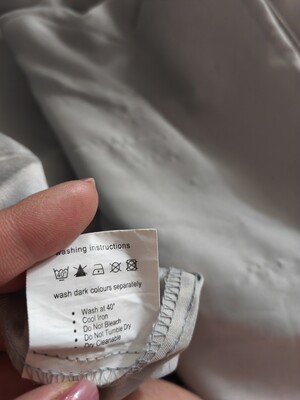 washing instructions
wash dark colours separately
• Wash at 40°
• Cool Iron
• Do Not Bleach
• Do Not Tumble Dry
• Dry Cleanable